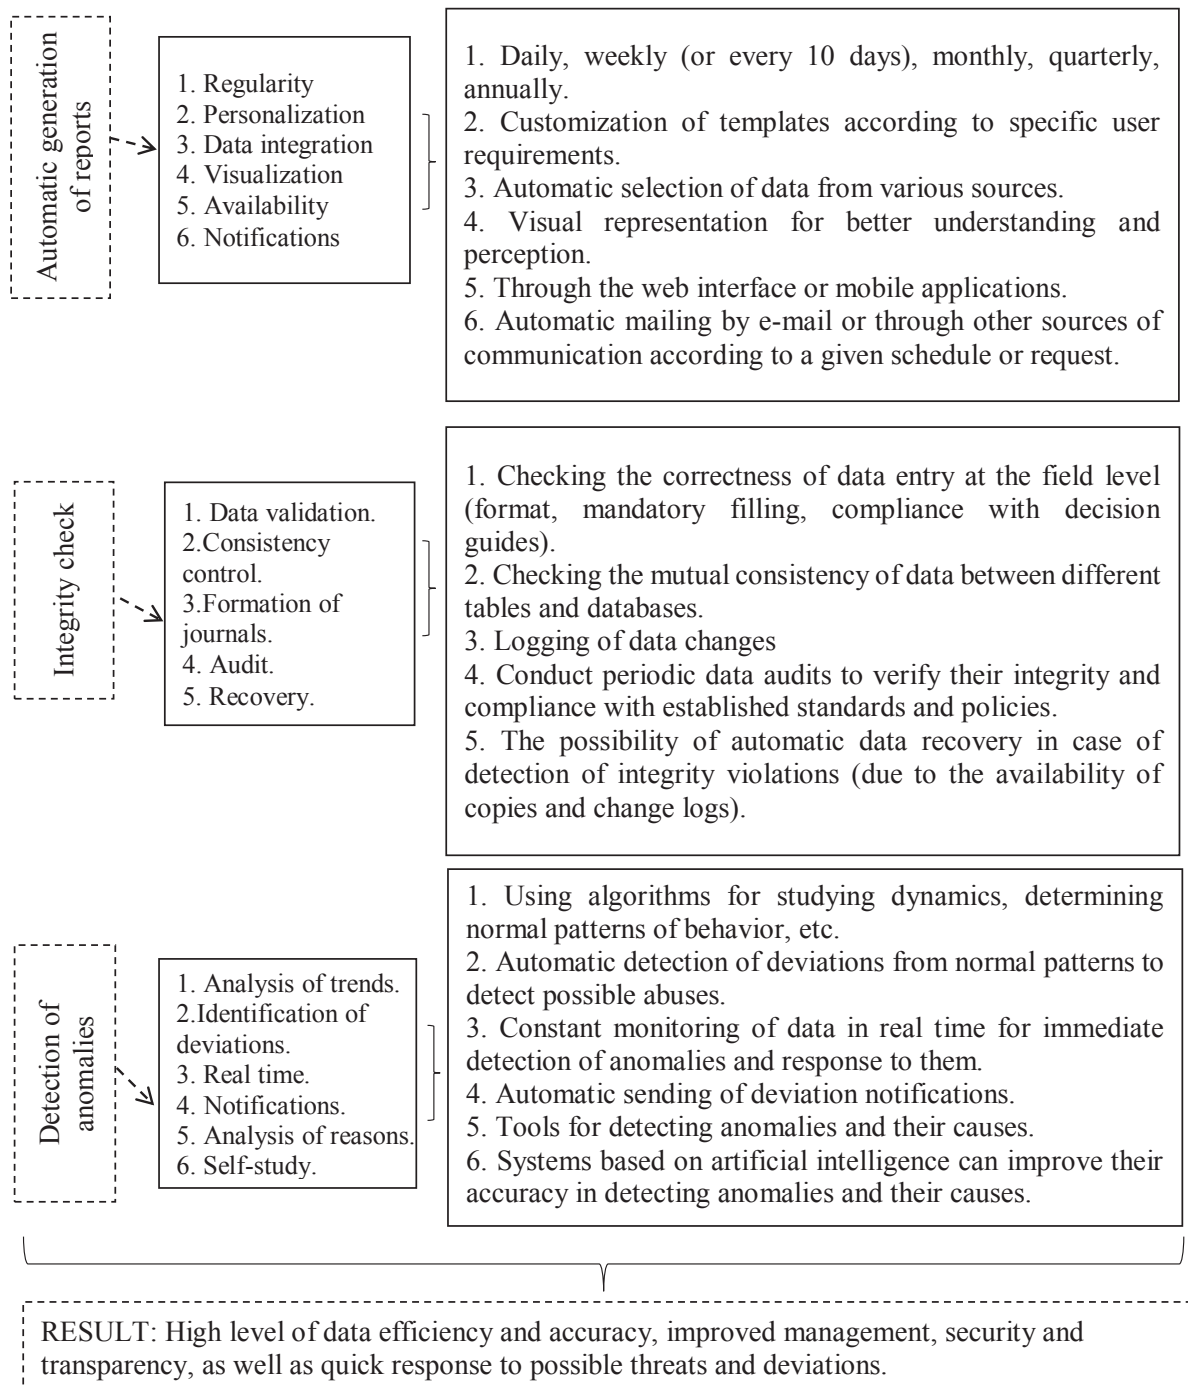 Automatic generation
of reports
1. Regularity
2. Personalization
3. Data integration
4. Visualization
5. Availability
6. Notifications
1. Daily, weekly (or every 10 days), monthly, quarterly,
annually.
2. Customization of templates according to specific user
requirements.
3. Automatic selection of data from various sources.
4. Visual representation for better understanding and
perception.
5. Through the web interface or mobile applications.
6. Automatic mailing by e-mail or through other sources of
communication according to a given schedule or request.
Integrity check
1. Data validation.
2.Consistency
control.
3.Formation of
journals.
4. Audit.
5. Recovery.
1. Checking the correctness of data entry at the field level
(format, mandatory filling, compliance with decision
guides).
2. Checking the mutual consistency of data between different
tables and databases.
3. Logging of data changes
4. Conduct periodic data audits to verify their integrity and
compliance with established standards and policies.
5. The possibility of automatic data recovery in case of
detection of integrity violations (due to the availability of
copies and change logs).
Detection of
anomalies
1. Analysis of trends.
2.Identification of
deviations.
3. Real time.
4. Notifications.
5. Analysis of reasons.
6. Self-study.
1. Using algorithms for studying dynamics, determining
normal patterns of behavior, etc.
2. Automatic detection of deviations from normal patterns to
detect possible abuses.
3. Constant monitoring of data in real time for immediate
detection of anomalies and response to them.
4. Automatic sending of deviation notifications.
5. Tools for detecting anomalies and their causes.
6. Systems based on artificial intelligence can improve their
accuracy in detecting anomalies and their causes.
RESULT: High level of data efficiency and accuracy, improved management, security and
transparency, as well as quick response to possible threats and deviations.